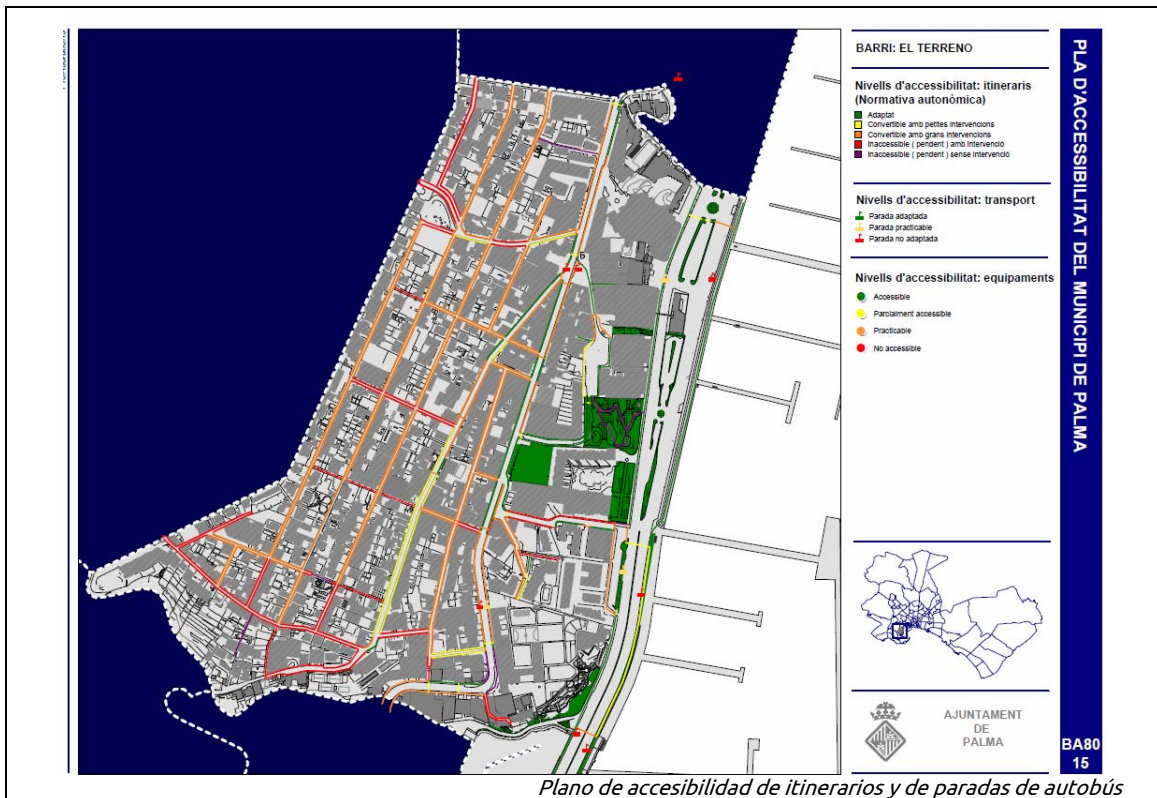 BARRI: EL TERRENO
Nivells d'accessibilitat: itineraris
(Normativa autonòmica)
Adaptat
Convertible amb petites intervencions
Convertible amb grans intervencions
Inaccessible ( pendent ) amb intervenció
Inaccessible ( pendent ) sense intervenció
Nivells d'accessibilitat: transport
Parada adaptada
Parada practicable
Parada no adaptada
Nivells d'accessibilitat: equipaments
Accessible
Parcialment accessible
Practicable
No accessible
AJUNTAMENT
DE
PALMA
PLA D'ACCESSIBILITAT DEL MUNICIPI DE PALMA
BA80
15
Plano de accesibilidad de itinerarios y de paradas de autobús